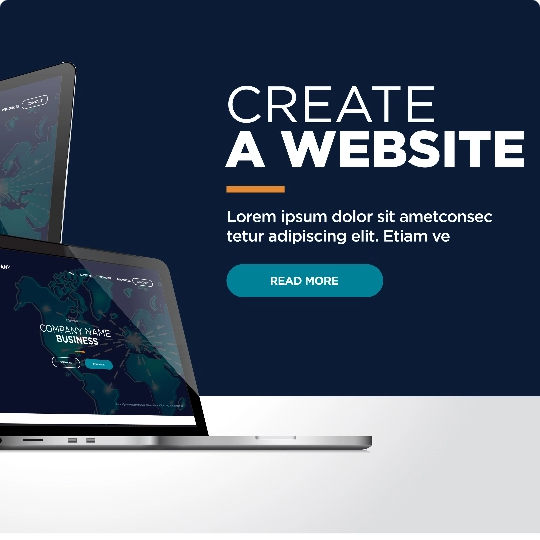 CREATE
A WEBSITE
Lorem ipsum dolor sit ametconsec
tetur adipiscing elit. Etiam ve
READ MORE
COMPANY NAME
BUSINESS